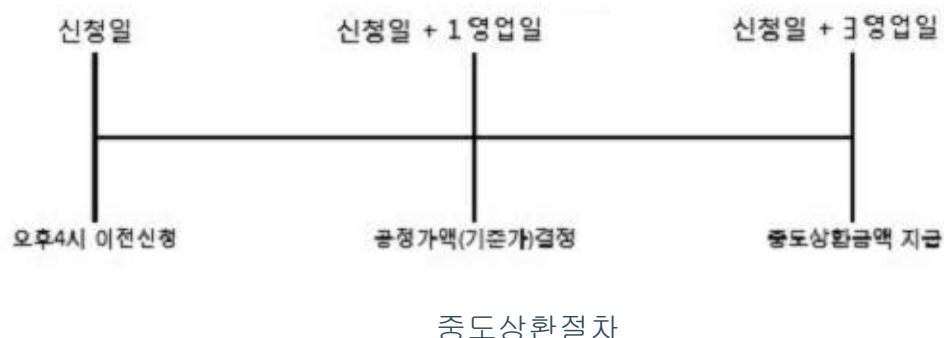 신청일 신청일 + 1 영업일 신청일 + 3 영업일
오후4시 이전신청 공정가액(기준가)결정 중도상환금액 지급
중도상환절차